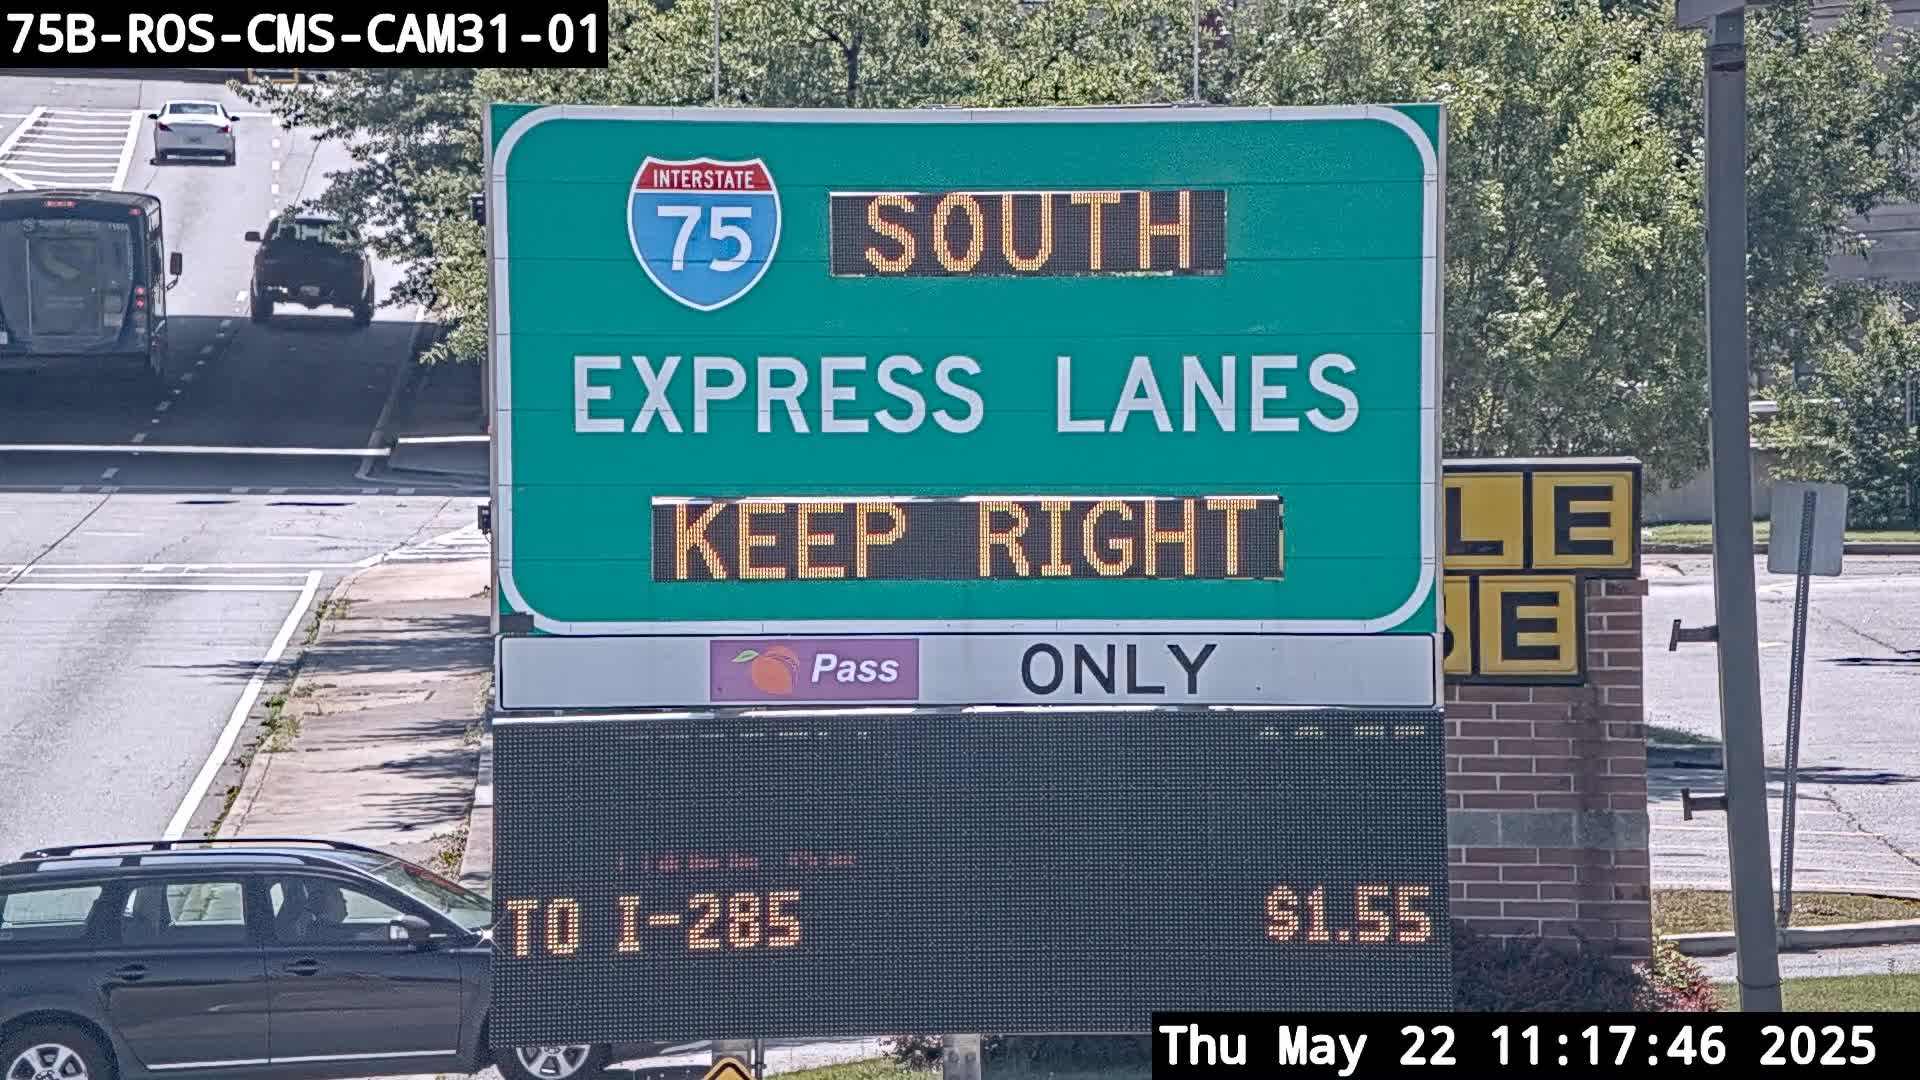 75B-ROS-CMS-CAM31-01
INTERSTATE
75
SOUTH
EXPRESS LANES
KEEP RIGHT
Pass ONLY
LE
E
TO I-285 $1.55
Thu May 22 11:17:46 2025